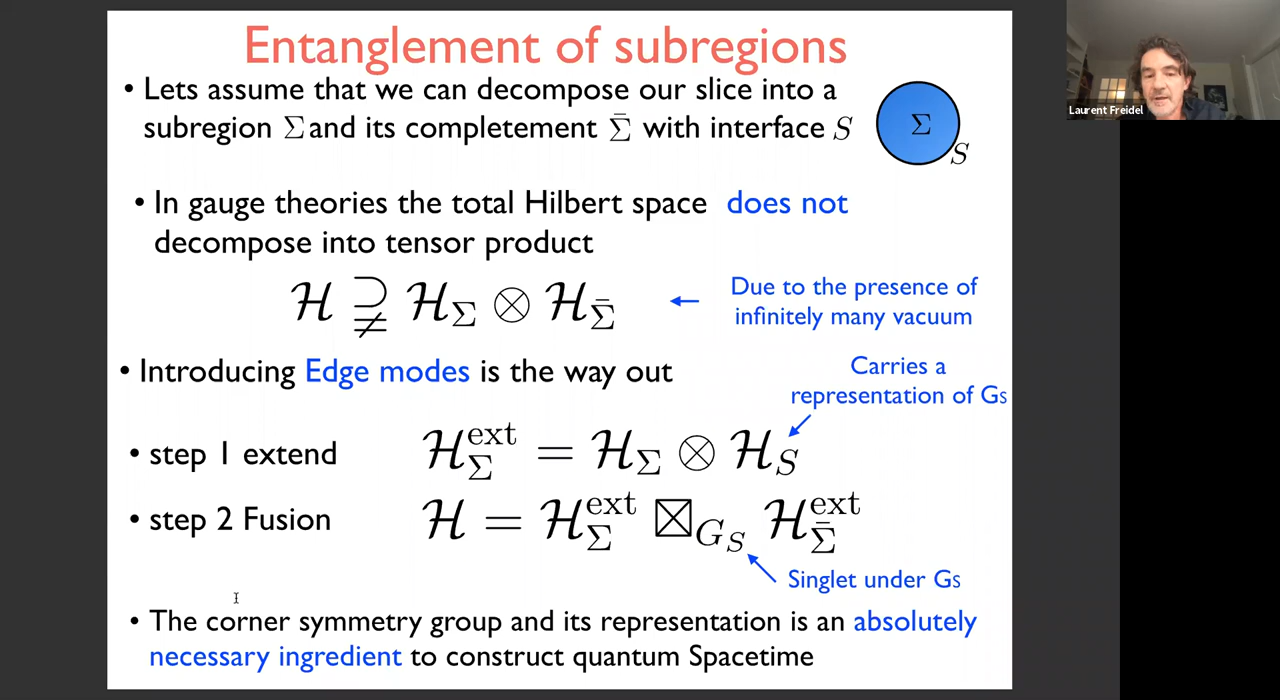 Entanglement of subregions
• Lets assume that we can decompose our slice into a
subregion Σ and its completement Σ̄ with interface S
Σ
S
Laurent Freidel
• In gauge theories the total Hilbert space does not
decompose into tensor product
ℋ ⊋ ℋ_Σ ⊗ ℋ_Σ̄
← Due to the presence of
infinitely many vacuum
• Introducing Edge modes is the way out
Carries a
representation of Gs
• step 1 extend ℋ_Σ^ext = ℋ_Σ ⊗ ℋ_S
• step 2 Fusion ℋ = ℋ_Σ^ext ⊠_{G_S} ℋ_Σ̄^ext
Singlet under Gs
• The corner symmetry group and its representation is an absolutely
necessary ingredient to construct quantum Spacetime